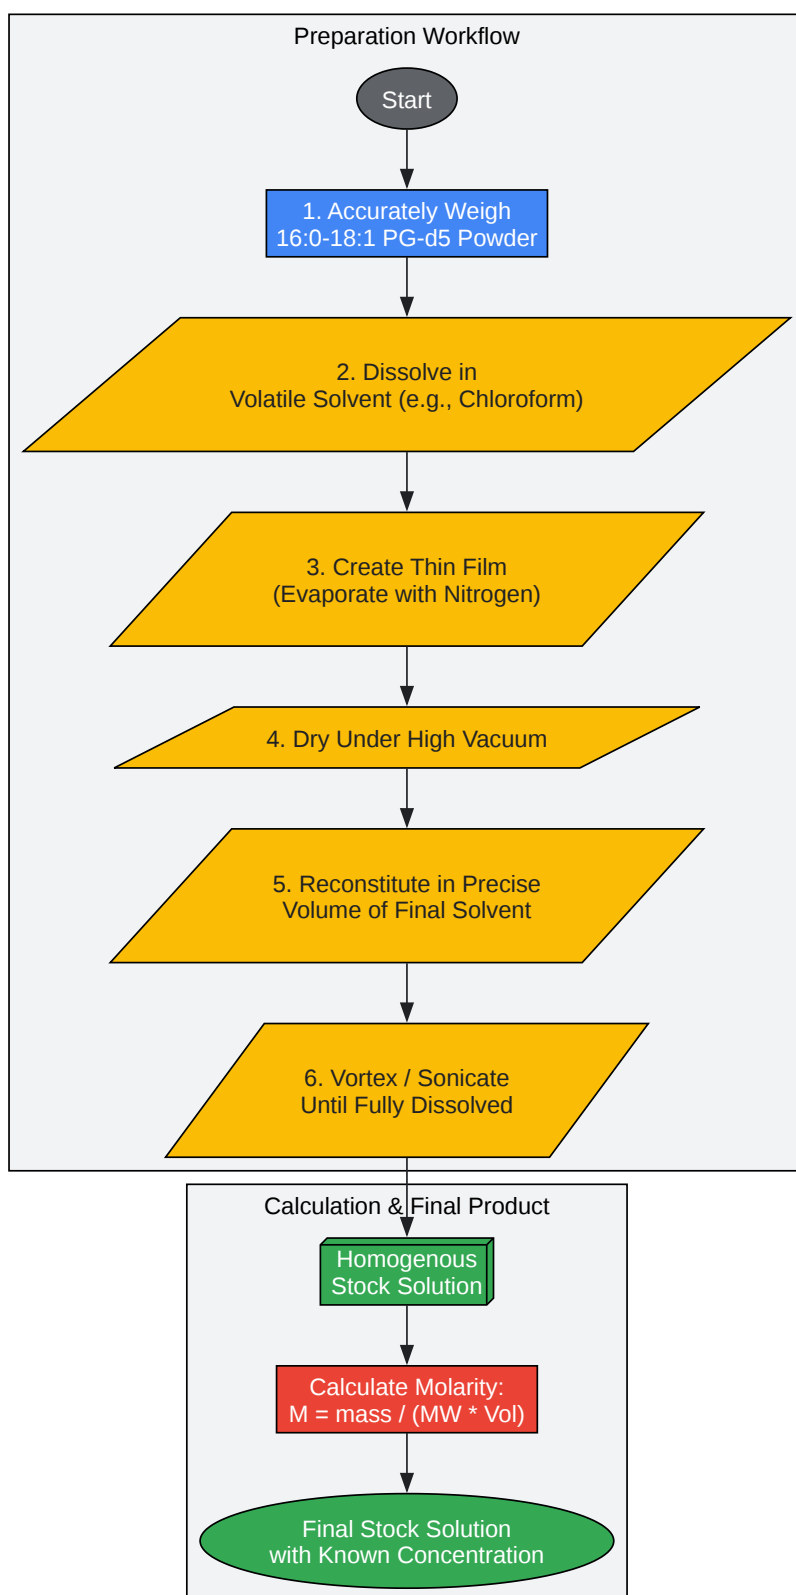 Preparation Workflow
Start
1. Accurately Weigh
16:0-18:1 PG-d5 Powder
2. Dissolve in
Volatile Solvent (e.g., Chloroform)
3. Create Thin Film
(Evaporate with Nitrogen)
4. Dry Under High Vacuum
5. Reconstitute in Precise
Volume of Final Solvent
6. Vortex / Sonicate
Until Fully Dissolved
Calculation & Final Product
Homogenous
Stock Solution
Calculate Molarity:
M = mass / (MW * Vol)
Final Stock Solution
with Known Concentration